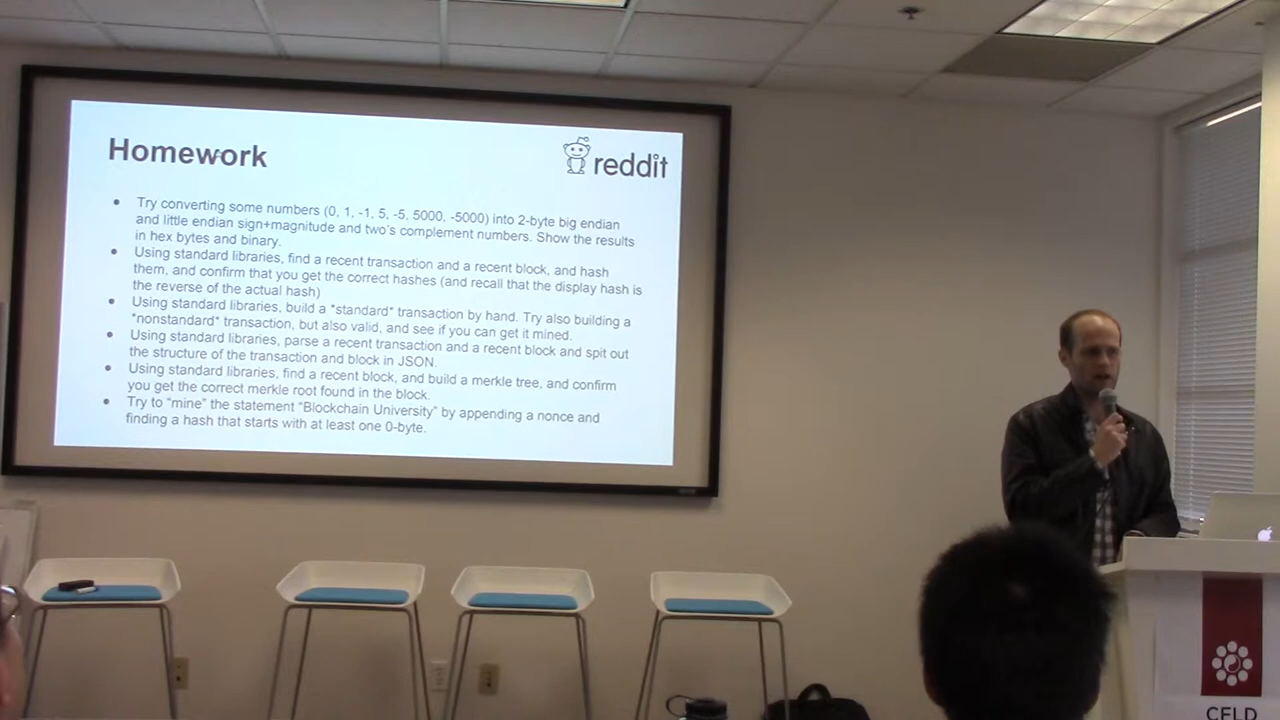 Homework
reddit
Try converting some numbers (0, 1, -1, 5, -5, 5000, -5000) into 2-byte big endian
and little endian sign+magnitude and two's complement numbers. Show the results
in hex bytes and binary.
Using standard libraries, find a recent transaction and a recent block, and hash
them, and confirm that you get the correct hashes (and recall that the display hash is
the reverse of the actual hash)
Using standard libraries, build a *standard* transaction by hand. Try also building a
*nonstandard* transaction, but also valid, and see if you can get it mined.
Using standard libraries, parse a recent transaction and a recent block and spit out
the structure of the transaction and block in JSON.
Using standard libraries, find a recent block, and build a merkle tree, and confirm
you get the correct merkle root found in the block.
Try to “mine” the statement “Blockchain University” by appending a nonce and
finding a hash that starts with at least one 0-byte.
CFLD